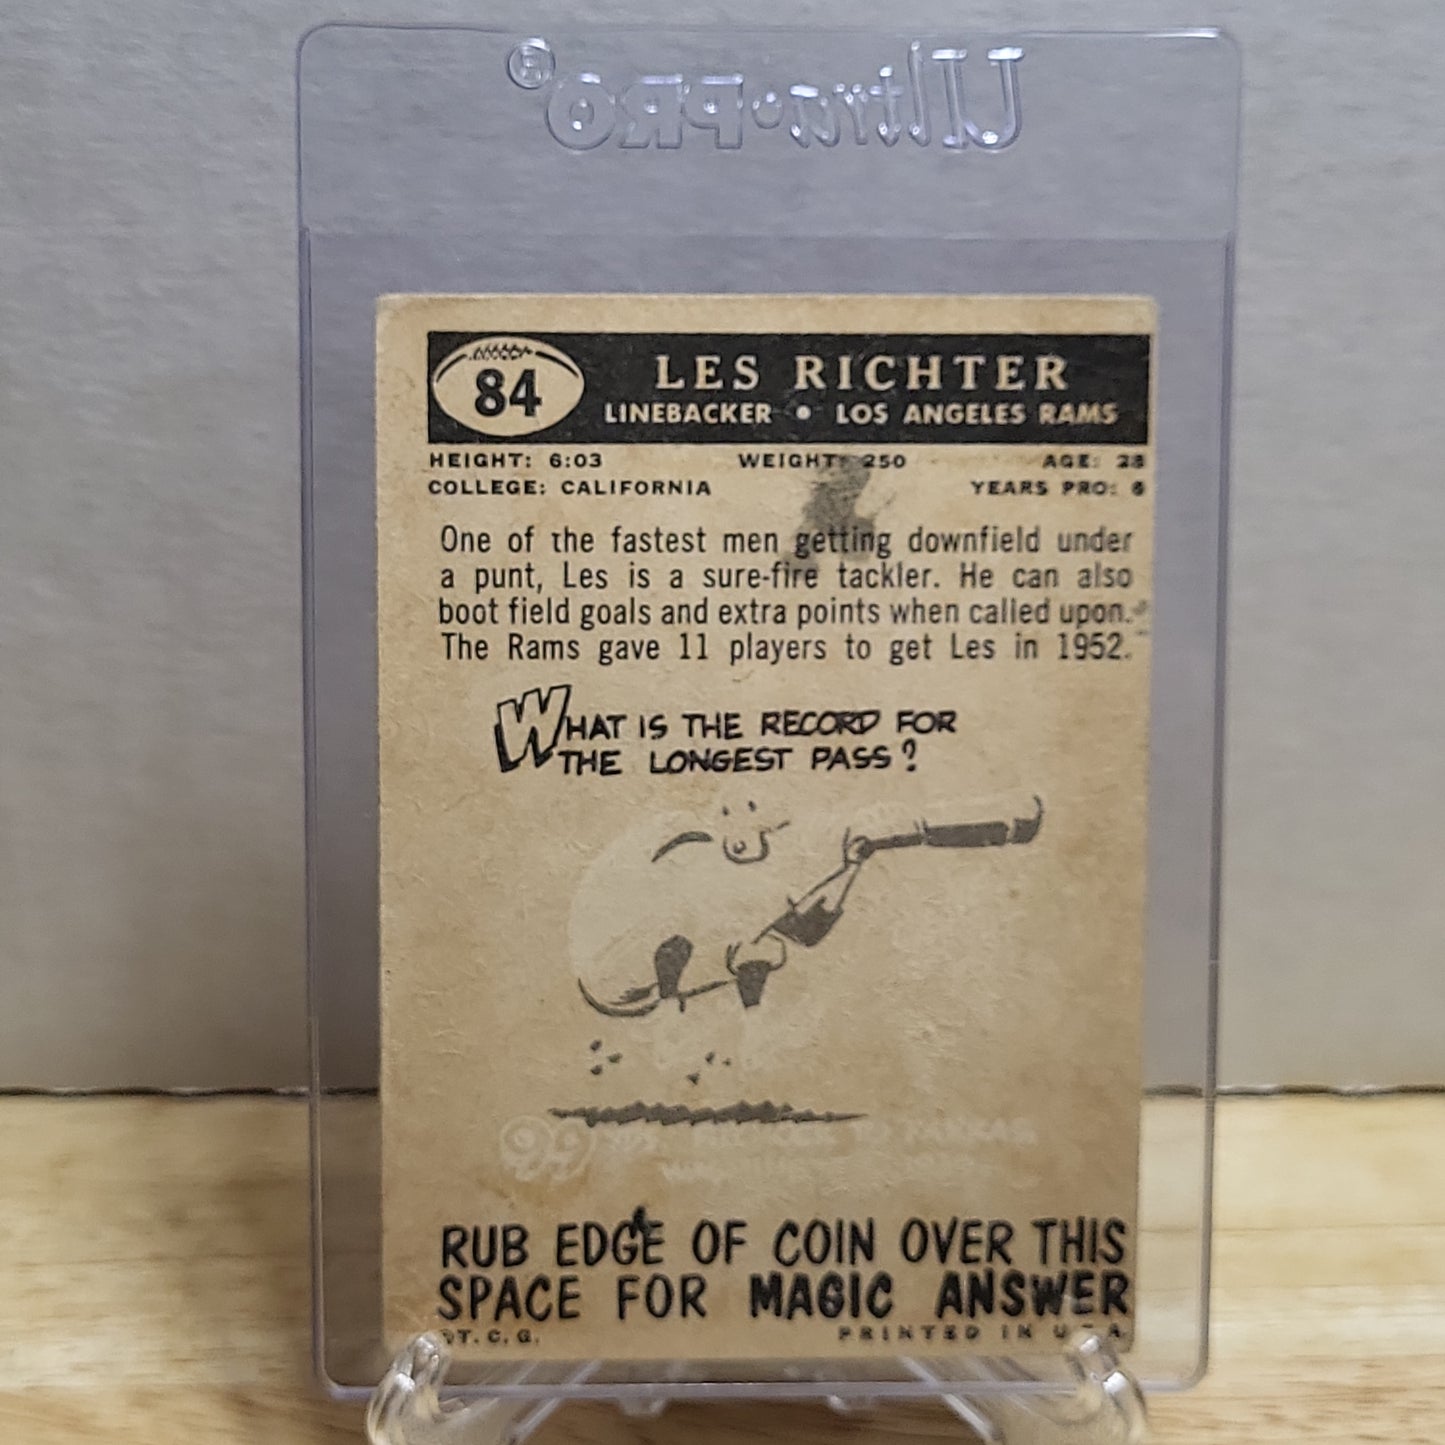 Ultra•PRO®
84
LES RICHTER
LINEBACKER • LOS ANGELES RAMS
HEIGHT: 6:03 WEIGHT: 250 AGE: 28
COLLEGE: CALIFORNIA YEARS PRO: 6
One of the fastest men getting downfield under
a punt, Les is a sure-fire tackler. He can also
boot field goals and extra points when called upon.
The Rams gave 11 players to get Les in 1952.
WHAT IS THE RECORD FOR
THE LONGEST PASS?
99 YDS. TO
RUB EDGE OF COIN OVER THIS
SPACE FOR MAGIC ANSWER
T. C. G. PRINTED IN U.S.A.